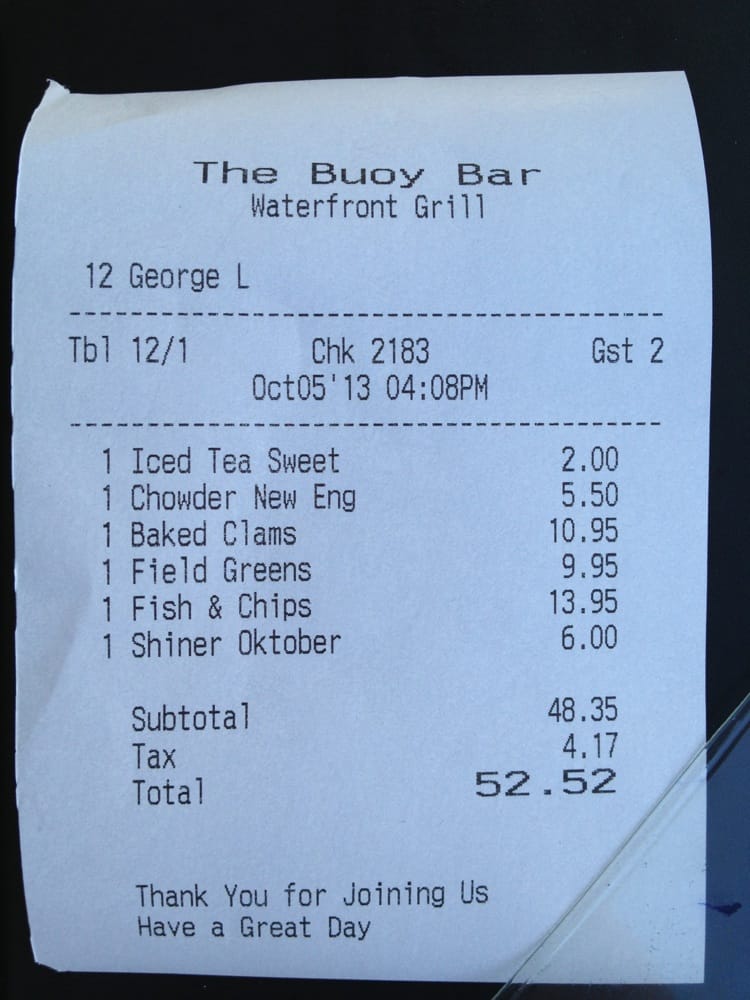 The Buoy Bar
Waterfront Grill
12 George L
----------------------------------------
Tbl 12/1 Chk 2183 Gst 2
Oct05'13 04:08PM
----------------------------------------
1 Iced Tea Sweet 2.00
1 Chowder New Eng 5.50
1 Baked Clams 10.95
1 Field Greens 9.95
1 Fish & Chips 13.95
1 Shiner Oktober 6.00
Subtotal 48.35
Tax 4.17
Total 52.52
Thank You for Joining Us
Have a Great Day